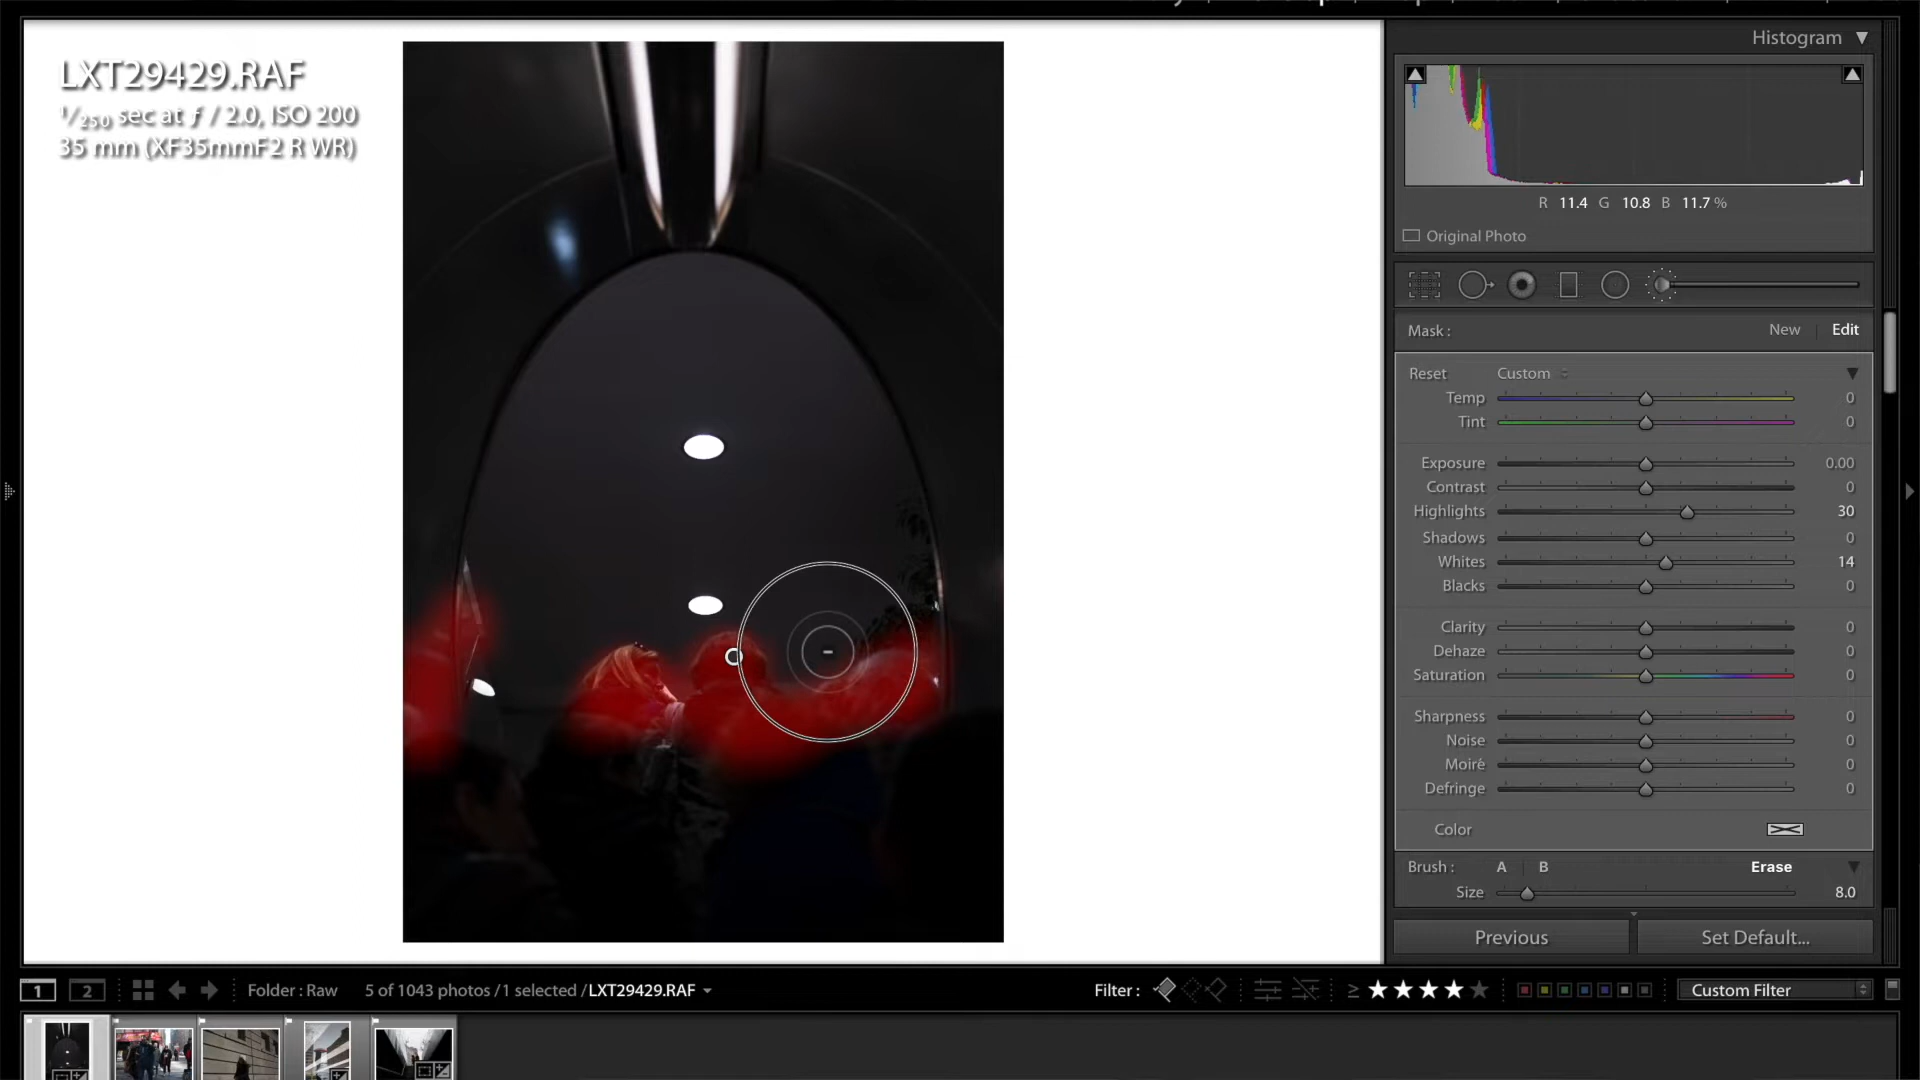 LXT29429.RAF
1/250 sec at ƒ / 2.0, ISO 200
35 mm (XF35mmF2 R WR)
Histogram
R 11.4 G 10.8 B 11.7 %
Original Photo
Mask :
New
Edit
Reset
Custom
Temp 0
Tint 0
Exposure 0.00
Contrast 0
Highlights 30
Shadows 0
Whites 14
Blacks 0
Clarity 0
Dehaze 0
Saturation 0
Sharpness 0
Noise 0
Moiré 0
Defringe 0
Color
Brush : A B Erase
Size 8.0
Previous
Set Default...
1 2
Folder : Raw
5 of 1043 photos / 1 selected / LXT29429.RAF
Filter :
≥
Custom Filter